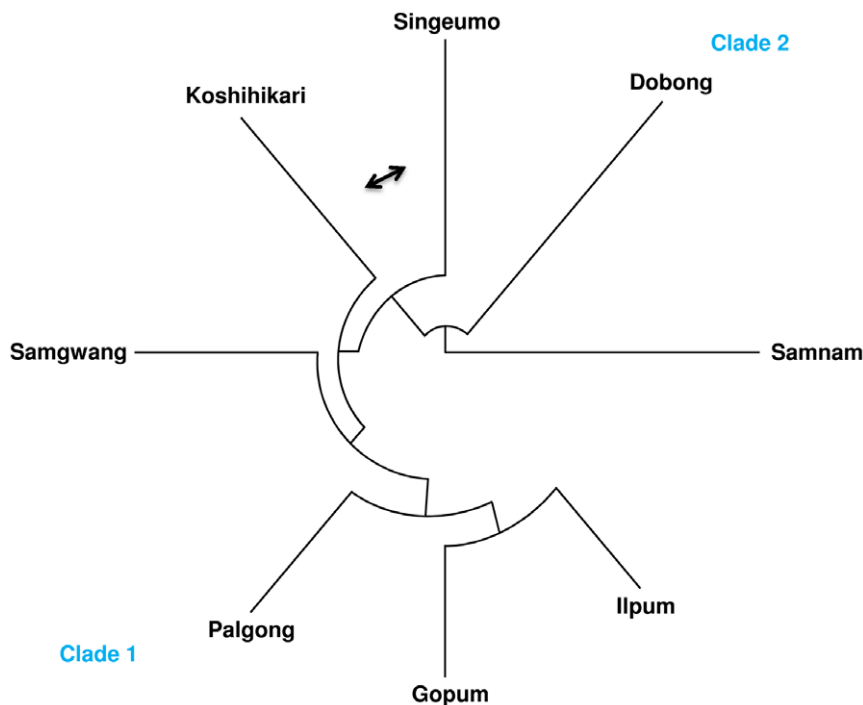 Singeumo
Clade 2
Dobong
Koshihikari
Samgwang
Samnam
Ilpum
Palgong
Clade 1
Gopum